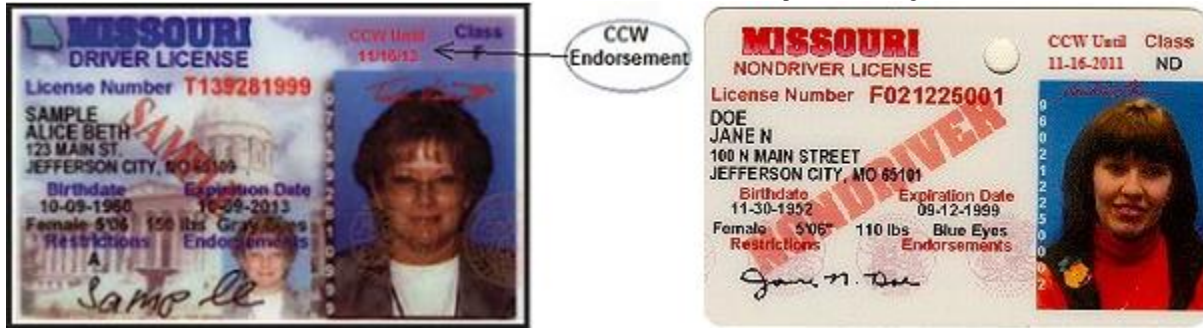 MISSOURI
DRIVER LICENSE
CCW Until
11/16/13
Class
F
License Number T139281999
SAMPLE
ALICE BETH
123 MAIN ST.
JEFFERSON CITY, MO 65109
Birthdate Expiration Date
10-09-1960 10-09-2013
Female 5'06 150 lbs Gray Eyes
Restrictions Endorsements
A
SAMPLE
CCW
Endorsement
MISSOURI
NONDRIVER LICENSE
CCW Until
11-16-2011
Class
ND
License Number F021225001
DOE
JANE N
100 N MAIN STREET
JEFFERSON CITY, MO 65101
Birthdate Expiration Date
11-30-1952 09-12-1999
Female 5'06" 110 lbs Blue Eyes
Restrictions Endorsements
NONDRIVER
Jane N. Doe